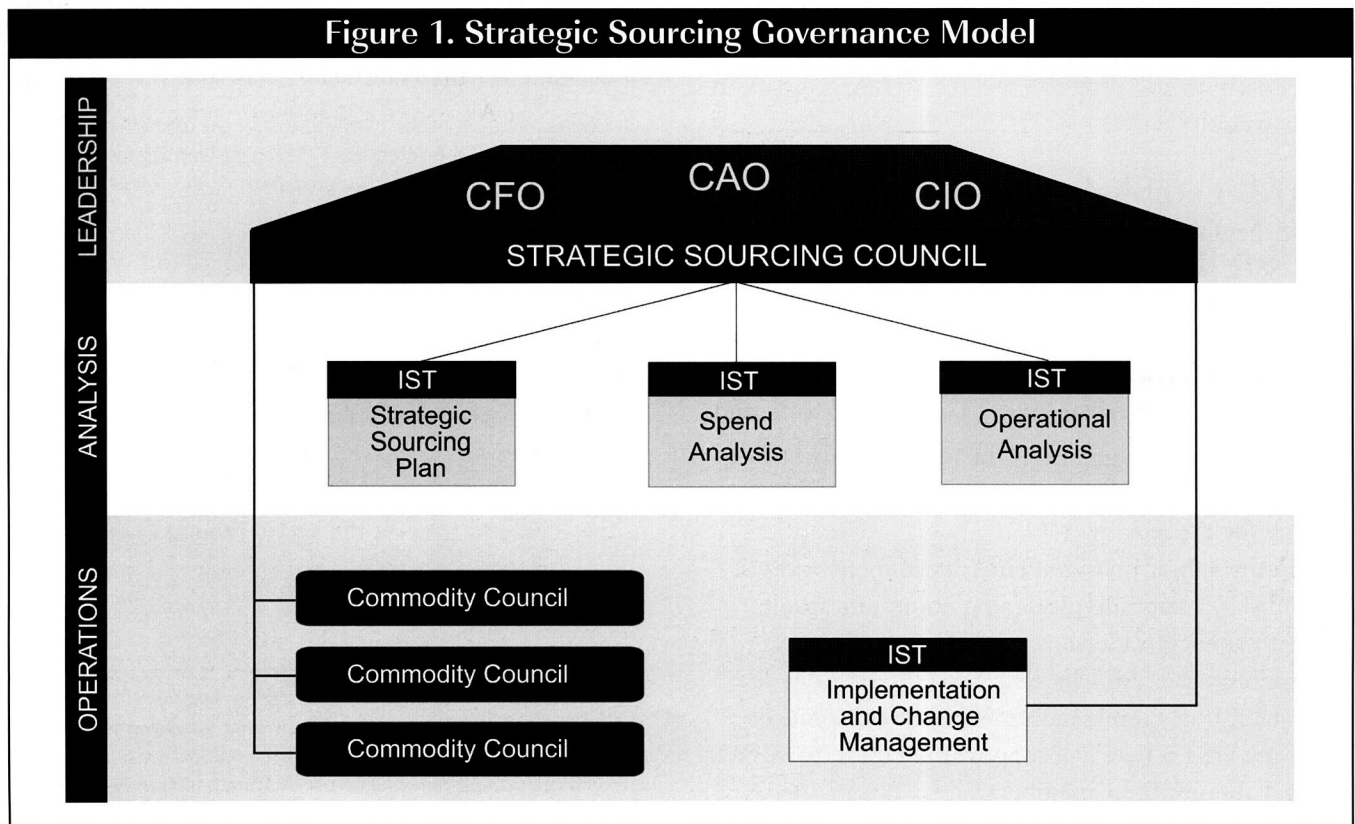 Figure 1. Strategic Sourcing Governance Model
LEADERSHIP
CFO
CAO
CIO
STRATEGIC SOURCING COUNCIL
ANALYSIS
IST
Strategic
Sourcing
Plan
IST
Spend
Analysis
IST
Operational
Analysis
OPERATIONS
Commodity Council
Commodity Council
Commodity Council
IST
Implementation
and Change
Management